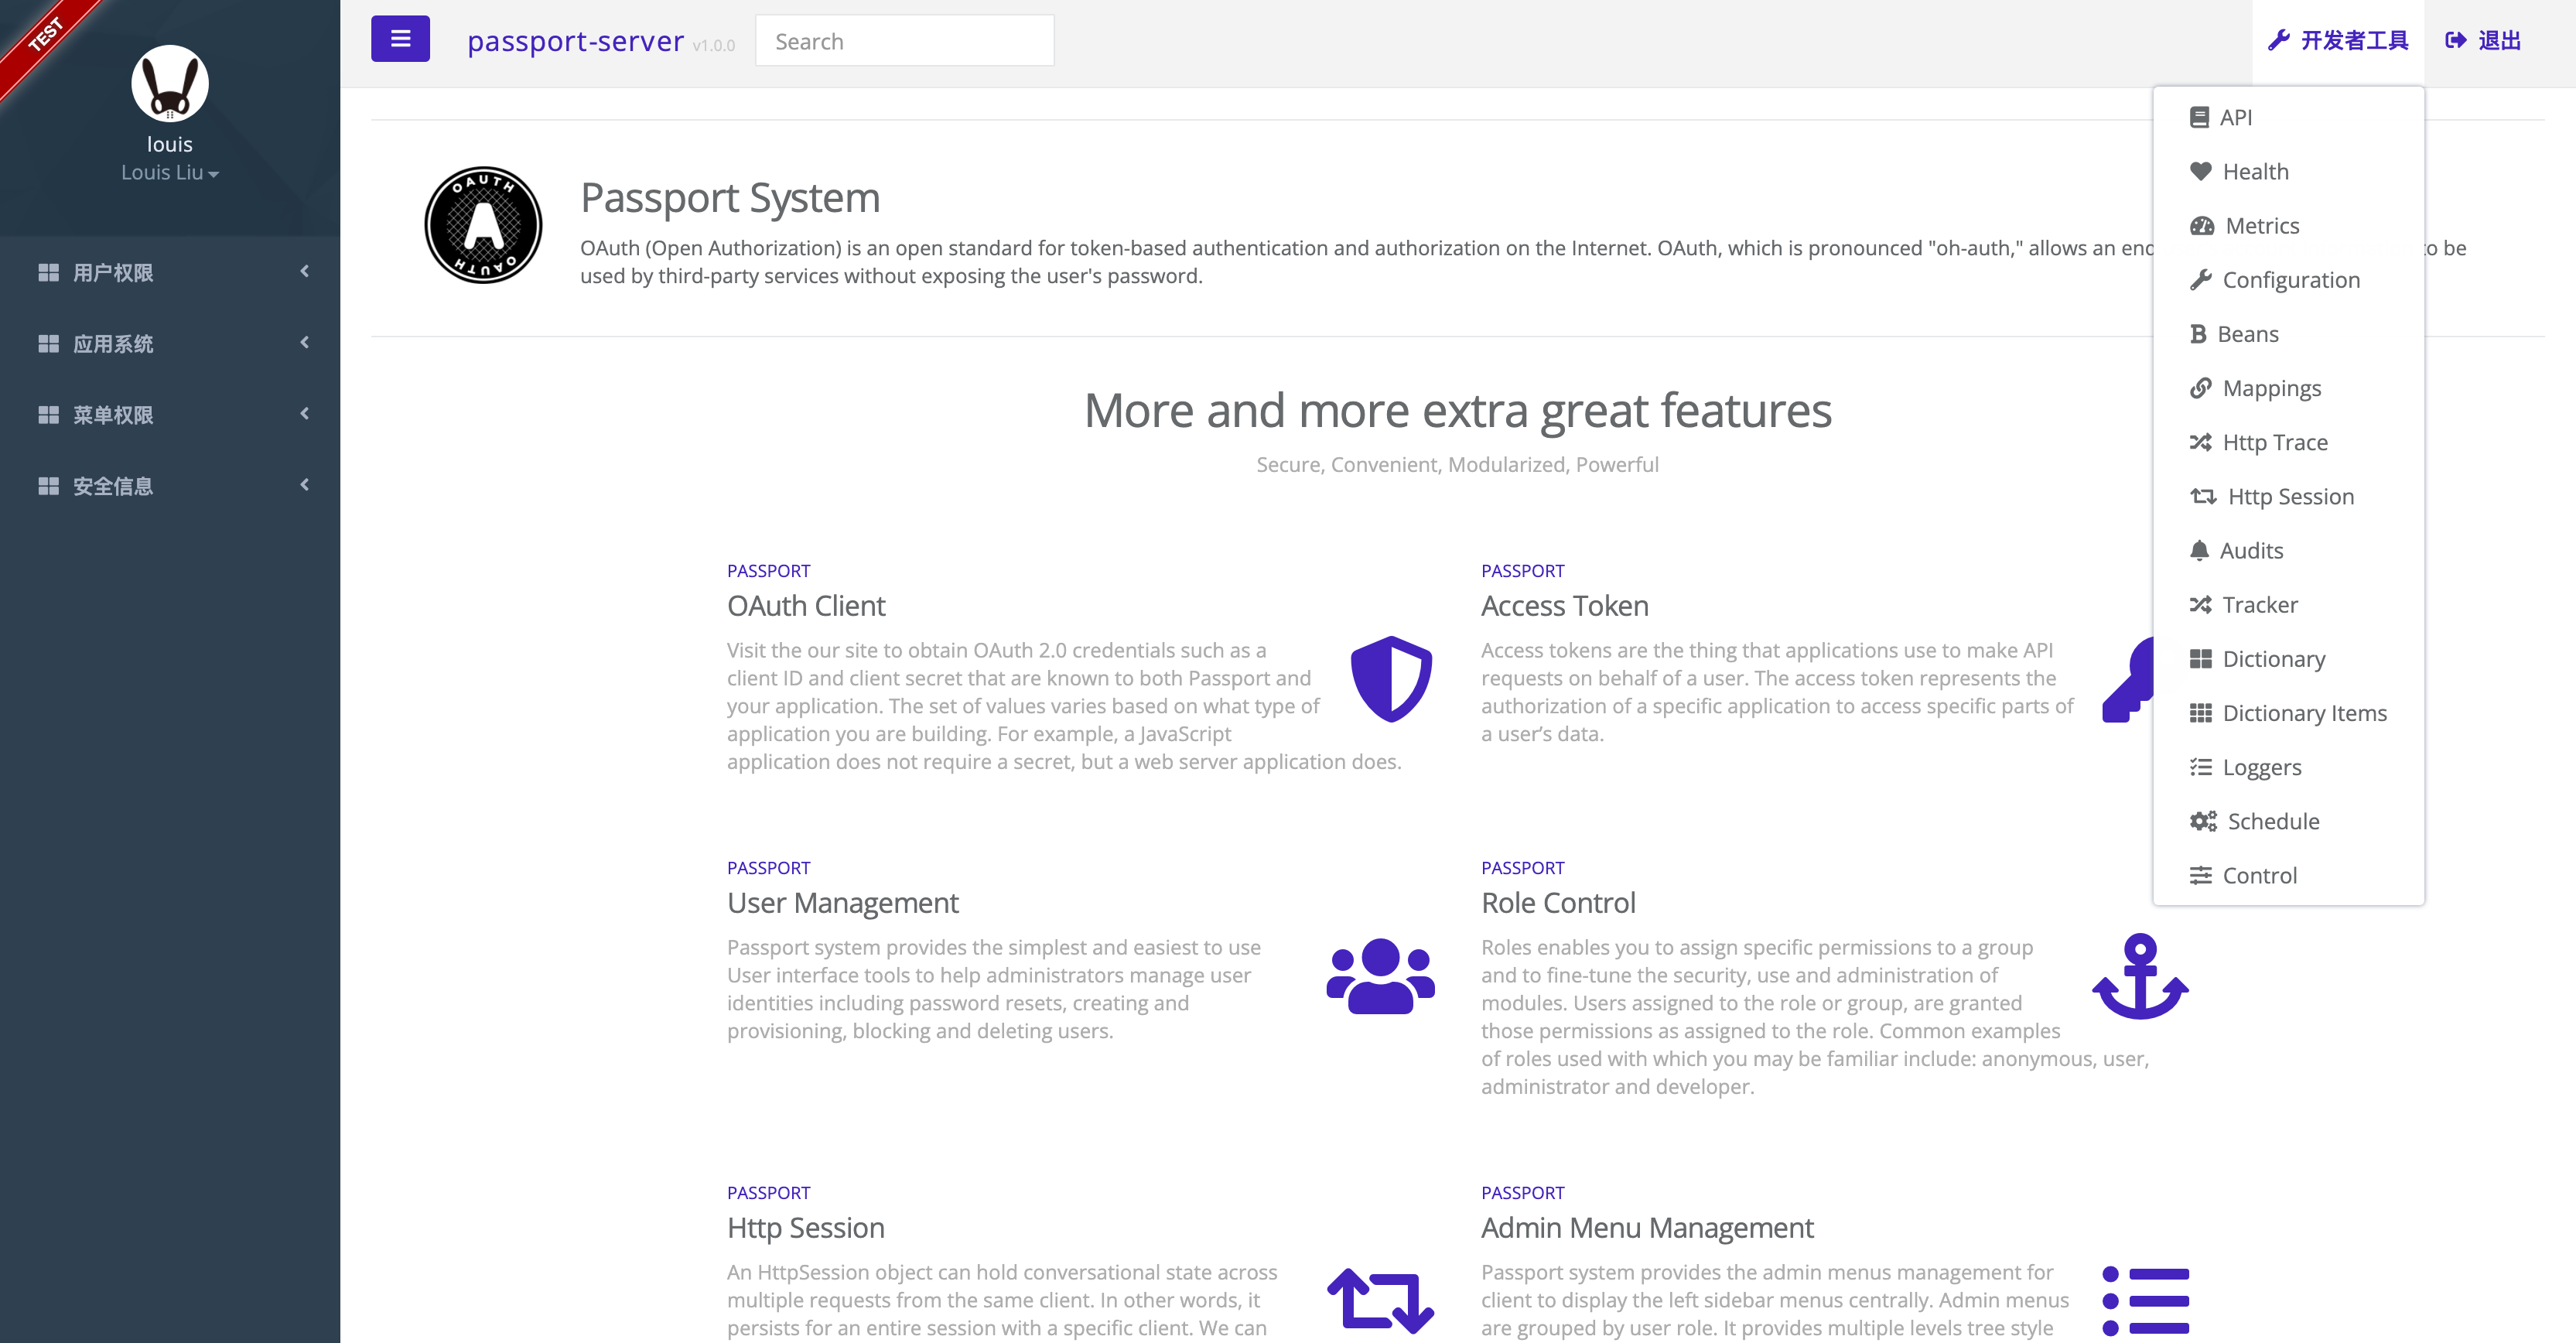 TEST
louis
Louis Liu
用户权限
应用系统
菜单权限
安全信息
passport-server v1.0.0
Search
开发者工具
退出
API
Health
Metrics
Configuration
Beans
Mappings
Http Trace
Http Session
Audits
Tracker
Dictionary
Dictionary Items
Loggers
Schedule
Control
OAUTH
A
OAUTH
Passport System
OAuth (Open Authorization) is an open standard for token-based authentication and authorization on the Internet. OAuth, which is pronounced "oh-auth," allows an end to be
used by third-party services without exposing the user's password.
More and more extra great features
Secure, Convenient, Modularized, Powerful
PASSPORT
OAuth Client
Visit the our site to obtain OAuth 2.0 credentials such as a
client ID and client secret that are known to both Passport and
your application. The set of values varies based on what type of
application you are building. For example, a JavaScript
application does not require a secret, but a web server application does.
PASSPORT
Access Token
Access tokens are the thing that applications use to make API
requests on behalf of a user. The access token represents the
authorization of a specific application to access specific parts of
a user’s data.
PASSPORT
User Management
Passport system provides the simplest and easiest to use
User interface tools to help administrators manage user
identities including password resets, creating and
provisioning, blocking and deleting users.
PASSPORT
Role Control
Roles enables you to assign specific permissions to a group
and to fine-tune the security, use and administration of
modules. Users assigned to the role or group, are granted
those permissions as assigned to the role. Common examples
of roles used with which you may be familiar include: anonymous, user,
administrator and developer.
PASSPORT
Http Session
An HttpSession object can hold conversational state across
multiple requests from the same client. In other words, it
persists for an entire session with a specific client. We can
PASSPORT
Admin Menu Management
Passport system provides the admin menus management for
client to display the left sidebar menus centrally. Admin menus
are grouped by user role. It provides multiple levels tree style